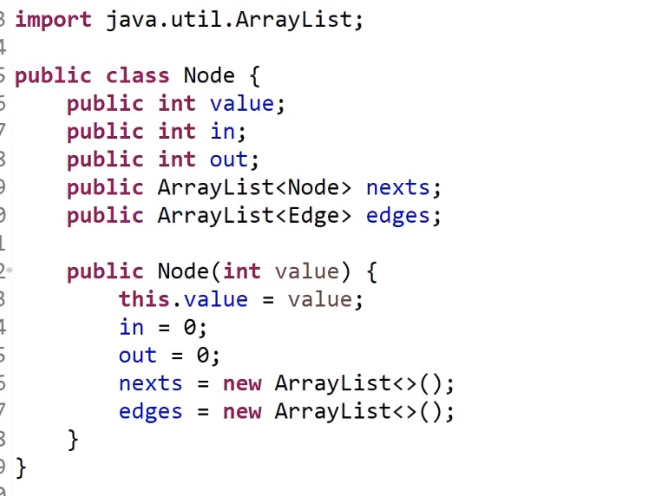 3 import java.util.ArrayList;
4
5 public class Node {
6     public int value;
7     public int in;
8     public int out;
9     public ArrayList<Node> nexts;
0     public ArrayList<Edge> edges;
1
2     public Node(int value) {
3         this.value = value;
4         in = 0;
5         out = 0;
6         nexts = new ArrayList<>();
7         edges = new ArrayList<>();
8     }
9 }
0